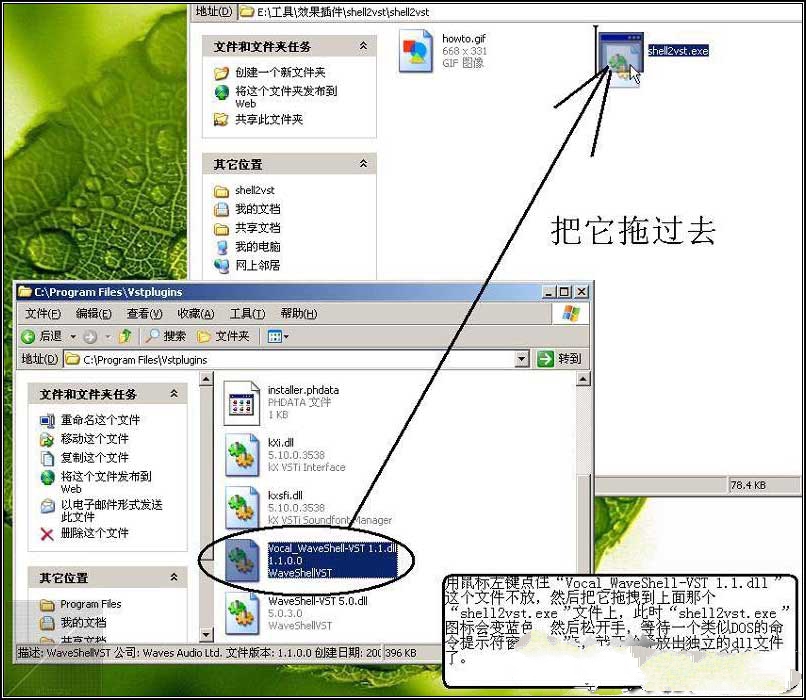 地址(D) E:\工具\效果插件\shell2vst\shell2vst
文件和文件夹任务
创建一个新文件夹
将这个文件夹发布到
Web
共享此文件夹
其它位置
shell2vst
我的文档
共享文档
我的电脑
网上邻居
howto.gif
668 x 331
GIF 图像
shell2vst.exe
把它拖过去
C:\Program Files\Vstplugins
文件(F) 编辑(E) 查看(V) 收藏(A) 工具(T) 帮助(H)
后退 搜索 文件夹
地址(D) C:\Program Files\Vstplugins 转到
文件和文件夹任务
重命名这个文件
移动这个文件
复制这个文件
将这个文件发布到
Web
以电子邮件形式发送
此文件
删除这个文件
其它位置
Program Files
我的文档
共享文档
installer.phdata
PHDATA 文件
1 KB
kXi.dll
5.10.0.3538
kX VSTi Interface
kxsfi.dll
5.10.0.3538
kX VSTi Soundfont Manager
Vocal_WaveShell-VST 1.1.dll
1.1.0.0
WaveShellVST
WaveShell-VST 5.0.dll
5.0.3.0
WaveShellVST
描述: WaveShellVST 公司: Waves Audio Ltd. 文件版本: 1.1.0.0 创建日期: 200 396 KB
78.4 KB
用鼠标左键点住“Vocal_WaveShell-VST 1.1.dll”
这个文件不放，然后把它拖拽到上面那个
“shell2vst.exe”文件上，此时“shell2vst.exe”
图标会变蓝色，然后松开手，等待一个类似DOS的命
令提示符窗 放出独立的dll文件
了。